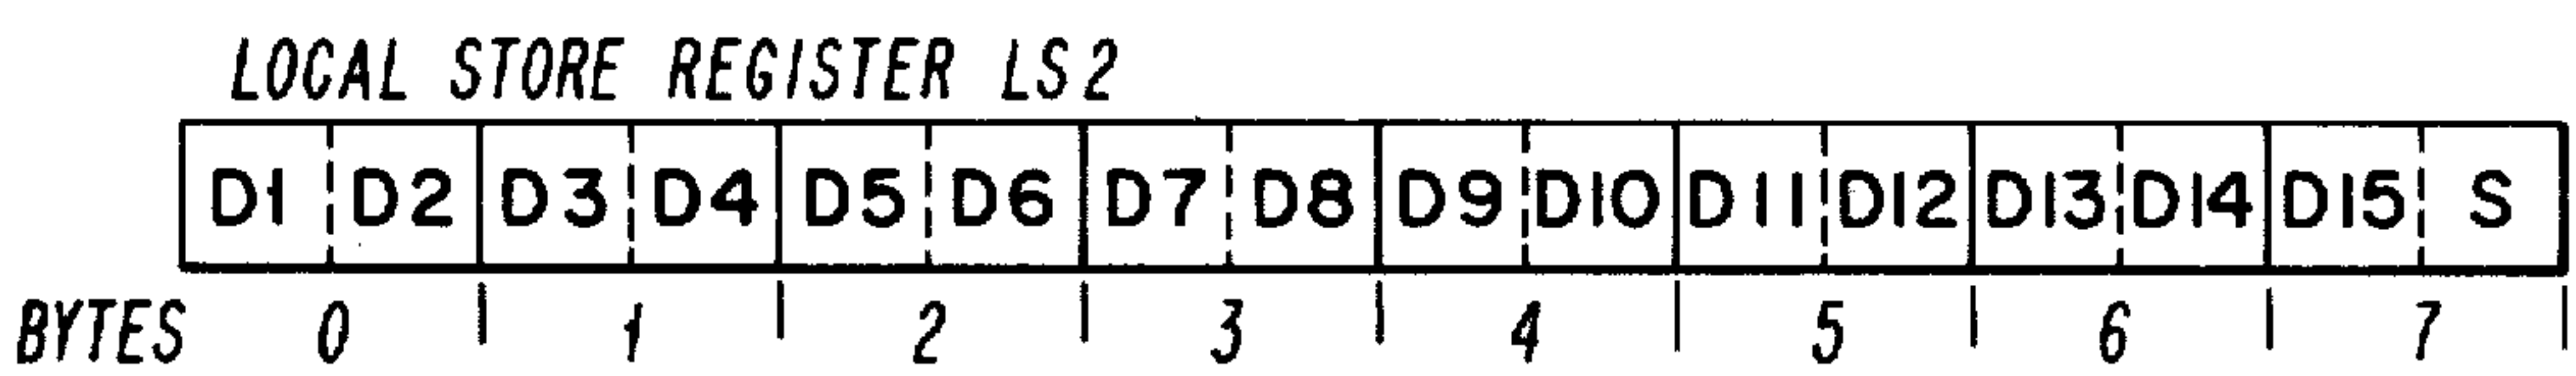 LOCAL STORE REGISTER LS2
D1 D2 D3 D4 D5 D6 D7 D8 D9 D10 D11 D12 D13 D14 D15 S
BYTES 0 1 2 3 4 5 6 7